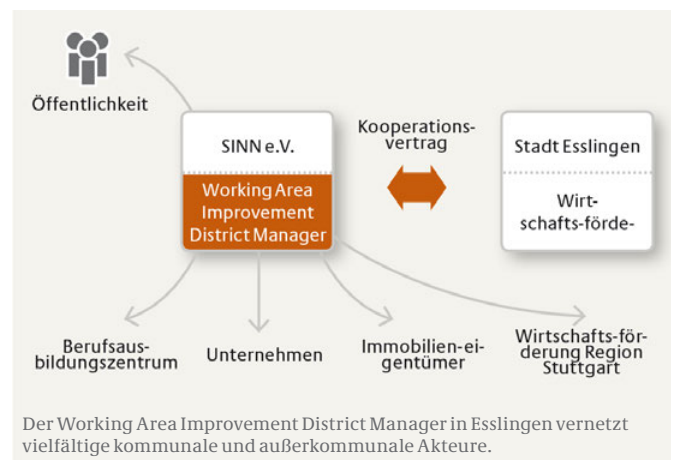 Öffentlichkeit
SINN e.V.
Working Area
Improvement
District Manager
Kooperations-
vertrag
Stadt Esslingen
Wirt-
schafts-förde-
Berufsaus-
bildungszentrum
Unternehmen
Immobilien-ei-
gentümer
Wirtschafts-för-
derung Region
Stuttgart
Der Working Area Improvement District Manager in Esslingen vernetzt
vielfältige kommunale und außerkommunale Akteure.